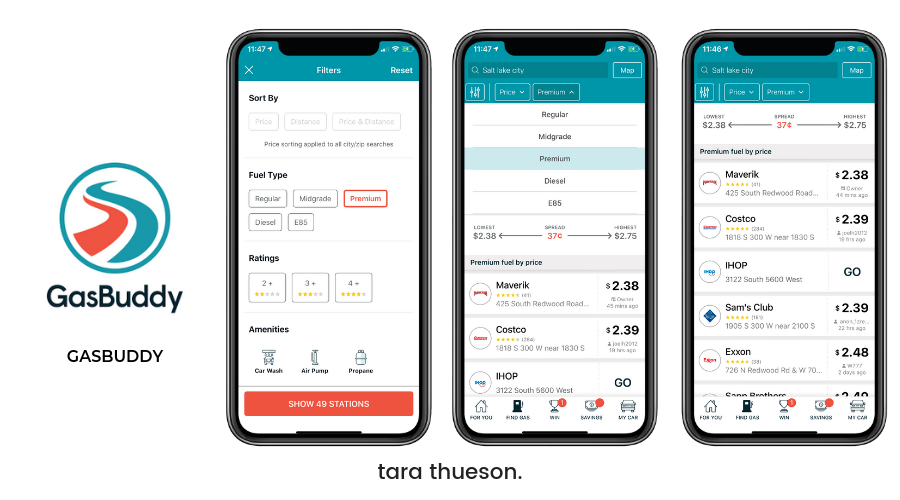 GasBuddy
GASBUDDY
11:47
Filters
Reset
Sort By
Price
Distance
Price & Distance
Price sorting applied to all city/zip searches
Fuel Type
Regular
Midgrade
Premium
Diesel
E85
Ratings
2 +
3 +
4 +
Amenities
Car Wash
Air Pump
Propane
SHOW 49 STATIONS
11:47
Salt lake city
Map
Price
Premium
Regular
Midgrade
Premium
Diesel
E85
LOWEST
SPREAD
HIGHEST
$2.38
37¢
$2.75
Premium fuel by price
Maverik
(41)
425 South Redwood Road...
$2.38
Owner
45 mins ago
Costco
(284)
1818 S 300 W near 1830 S
$2.39
joelh2012
19 hrs ago
IHOP
3122 South 5600 West
GO
FOR YOU
FIND GAS
1
WIN
SAVINGS
MY CAR
11:46
Salt lake city
Map
Price
Premium
LOWEST
SPREAD
HIGHEST
$2.38
37¢
$2.75
Premium fuel by price
Maverik
(41)
425 South Redwood Road...
$2.38
Owner
44 mins ago
Costco
(284)
1818 S 300 W near 1830 S
$2.39
joelh2012
19 hrs ago
IHOP
3122 South 5600 West
GO
Sam's Club
(161)
1905 S 300 W near 2100 S
$2.39
22 hrs ago
Exxon
(38)
726 N Redwood Rd & W 70...
$2.48
W777
2 days ago
FOR YOU
FIND GAS
1
WIN
SAVINGS
MY CAR
tara thueson.